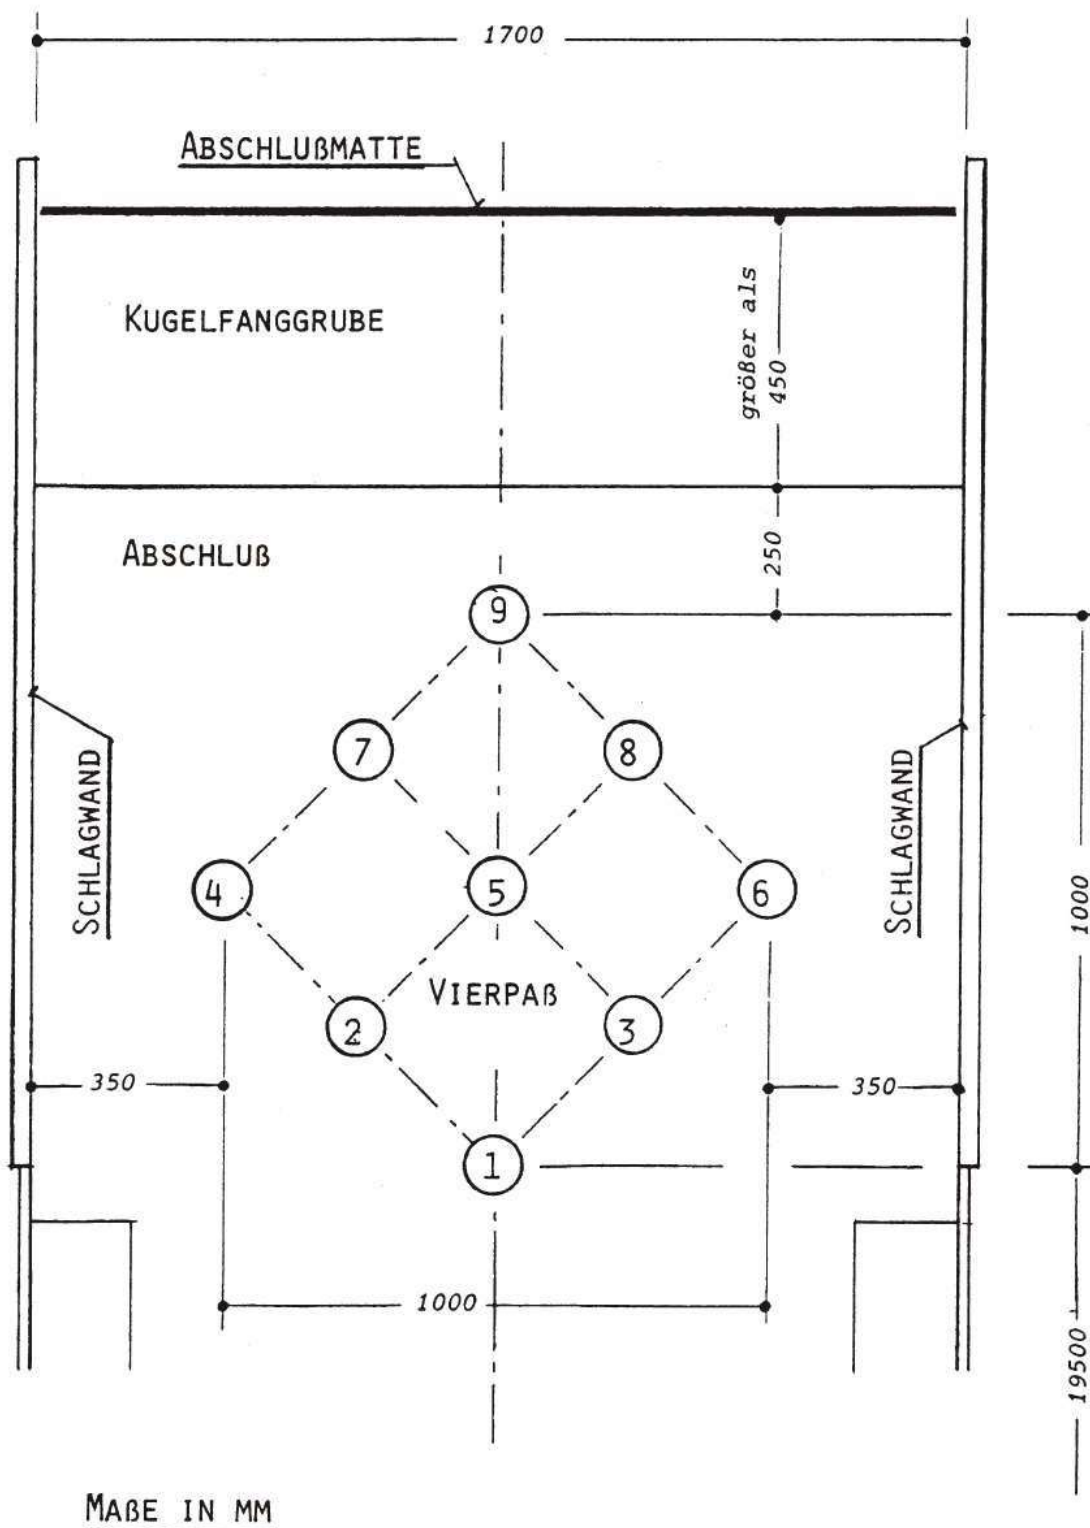 1700
ABSCHLUßMATTE
KUGELFANGGRUBE
größer als
450
ABSCHLUß
250
9
7
8
SCHLAGWAND
SCHLAGWAND
4
5
6
1000
VIERPAß
2
3
350
350
1
1000
19500
MAßE IN MM